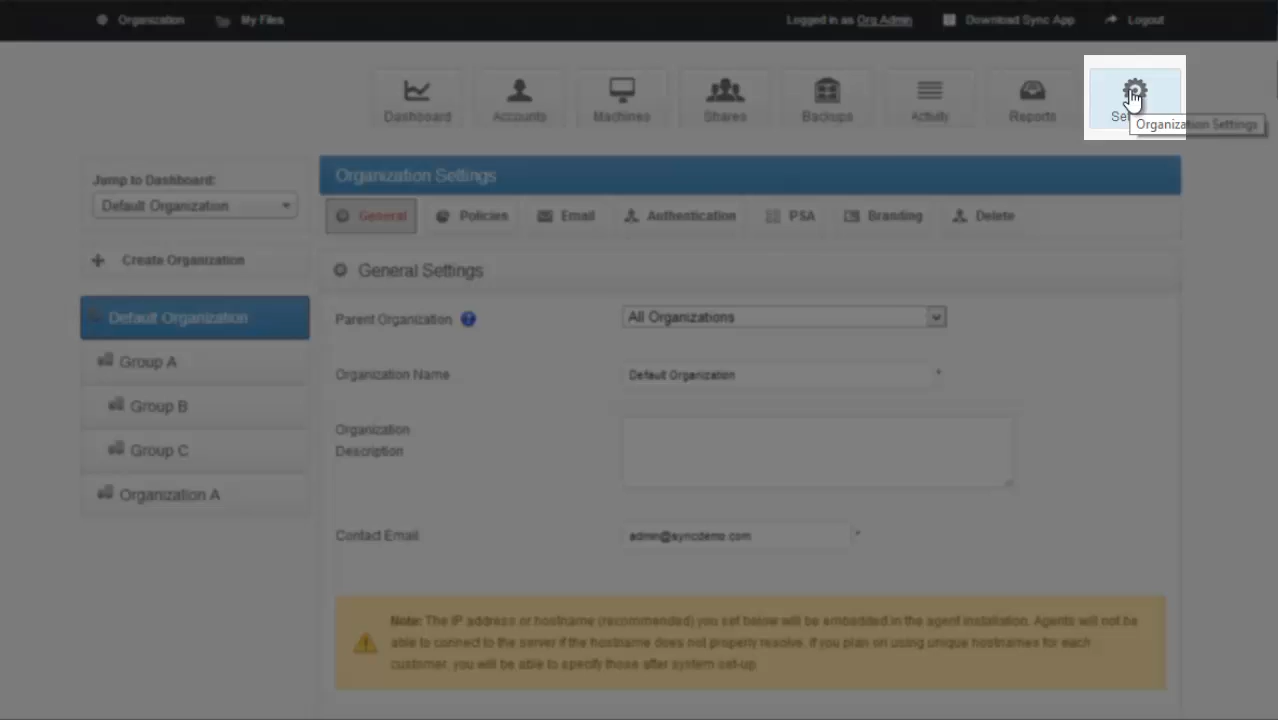 Organization
My Files
Logged in as Org Admin
Download Sync App
Logout
Dashboard
Accounts
Machines
Shares
Backups
Activity
Reports
Organization Settings
Jump to Dashboard:
Default Organization
Create Organization
Default Organization
Group A
Group B
Group C
Organization A
Organization Settings
General
Policies
Email
Authentication
PSA
Branding
Delete
General Settings
Parent Organization ?
All Organizations
Organization Name
Default Organization *
Organization
Description
Contact Email
admin@syncdemo.com *
Note: The IP address or hostname (recommended) you set below will be embedded in the agent installation. Agents will not be
able to connect to the server if the hostname does not properly resolve. If you plan on using unique hostnames for each
customer, you will be able to specify those after system set-up.